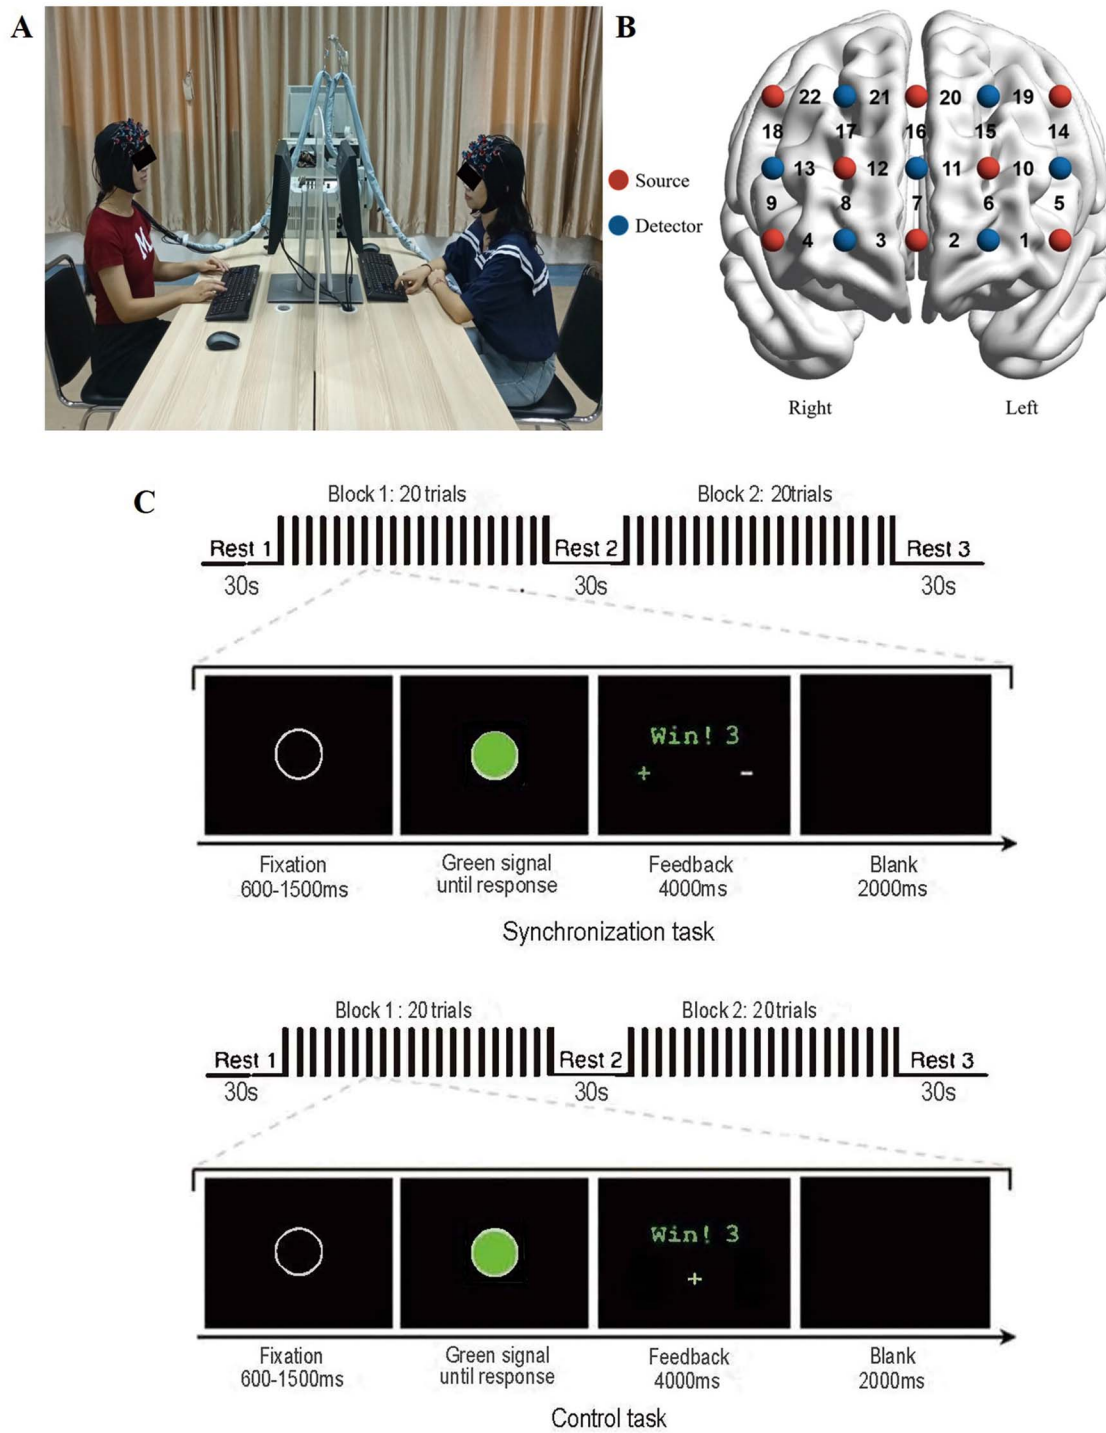 A
M
B
22 21 20 19
18 17 16 15 14
13 12 11 10
9 8 7 6 5
4 3 2 1
Source
Detector
Right Left
C
Block 1: 20 trials Block 2: 20trials
Rest 1 Rest 2 Rest 3
30s 30s 30s
Win! 3
+ -
Fixation
600-1500ms
Green signal
until response
Feedback
4000ms
Blank
2000ms
Synchronization task
Block 1: 20 trials Block 2: 20 trials
Rest 1 Rest 2 Rest 3
30s 30s 30s
Win! 3
+
Fixation
600-1500ms
Green signal
until response
Feedback
4000ms
Blank
2000ms
Control task